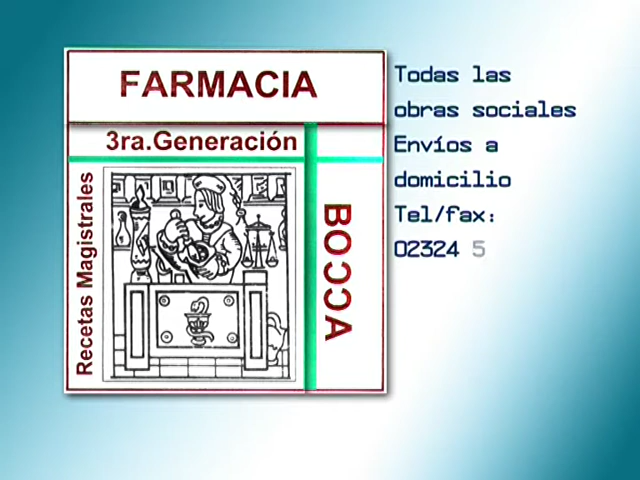 FARMACIA
3ra.Generación
Recetas Magistrales
BOCCA
Todas las
obras sociales
Envíos a
domicilio
Tel/fax:
02324 5